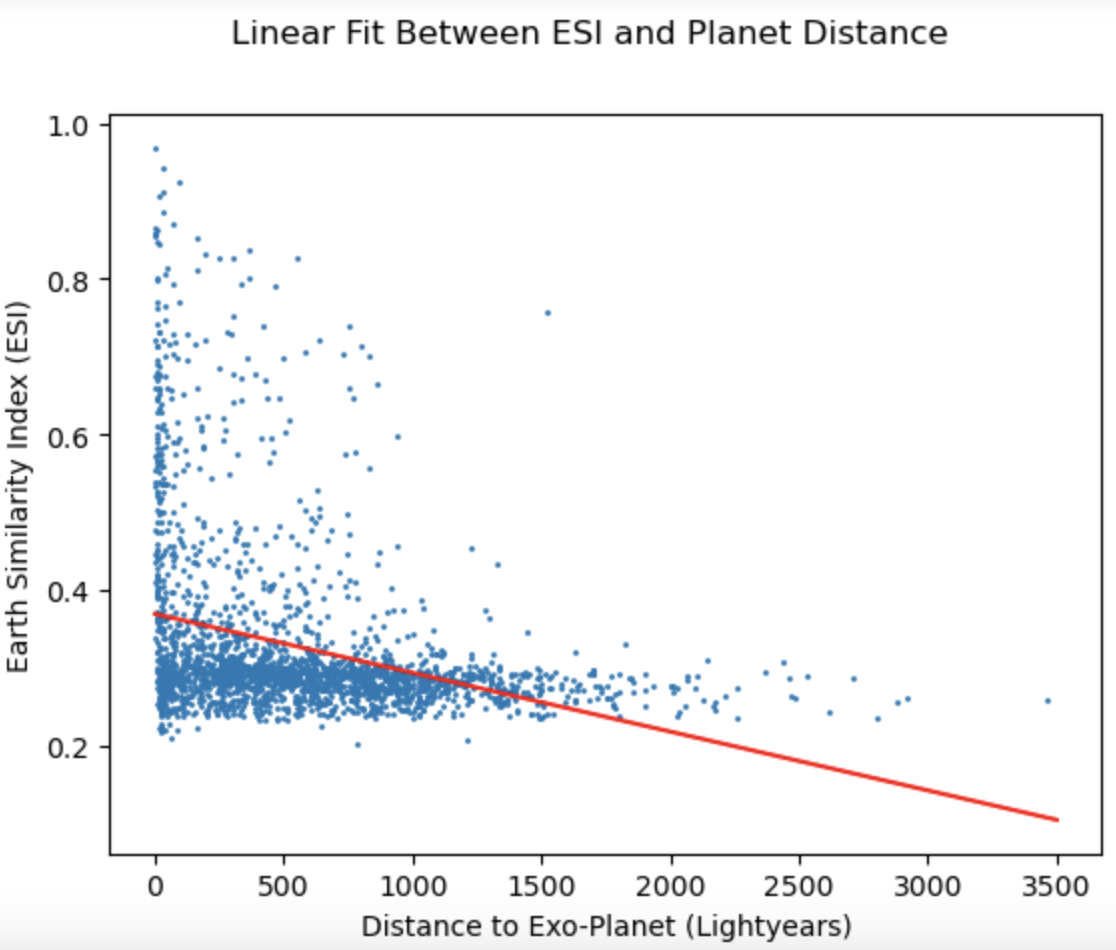 Linear Fit Between ESI and Planet Distance
1.0
0.8
0.6
0.4
0.2
Earth Similarity Index (ESI)
0 500 1000 1500 2000 2500 3000 3500
Distance to Exo-Planet (Lightyears)